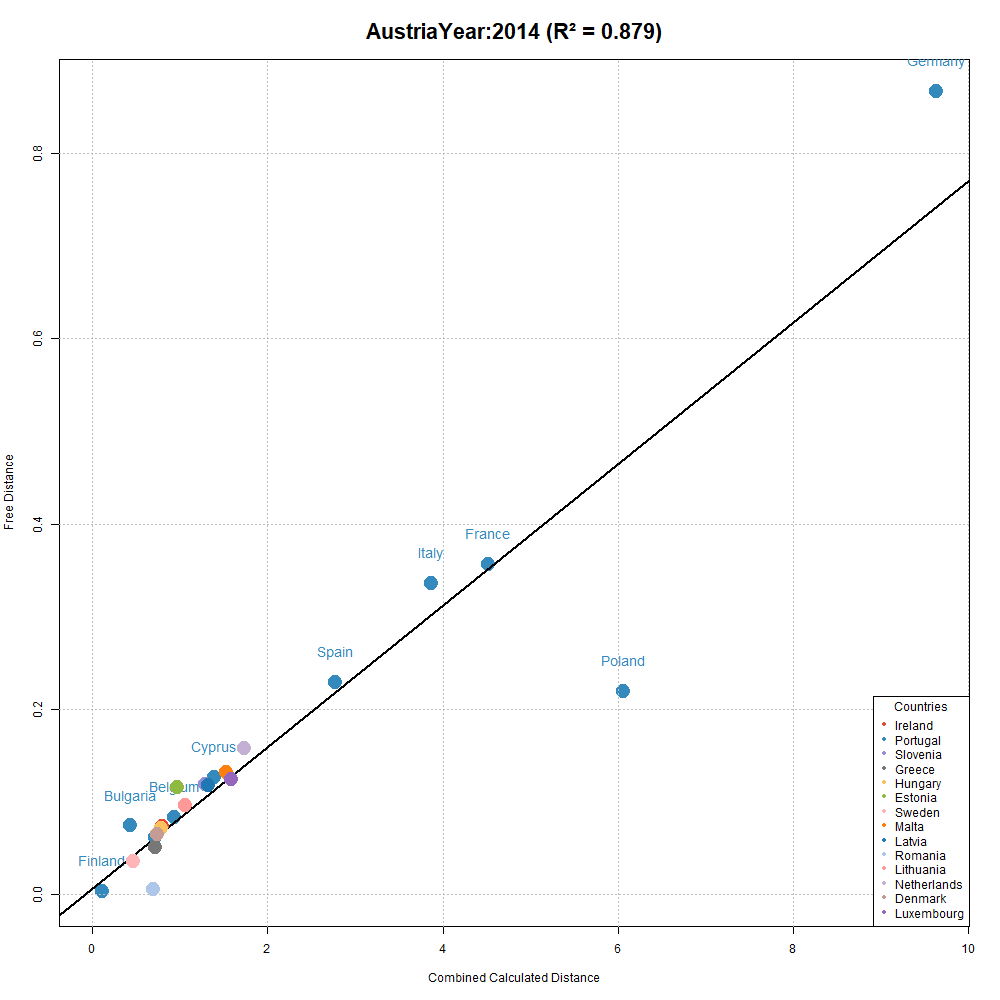 AustriaYear:2014 (R² = 0.879)
Germany
0.8
0.6
Free Distance
0.4
France
Italy
Spain
Poland
0.2
Cyprus
Belgium
Bulgaria
Finland
0.0
Countries
Ireland
Portugal
Slovenia
Greece
Hungary
Estonia
Sweden
Malta
Latvia
Romania
Lithuania
Netherlands
Denmark
Luxembourg
0 2 4 6 8 10
Combined Calculated Distance